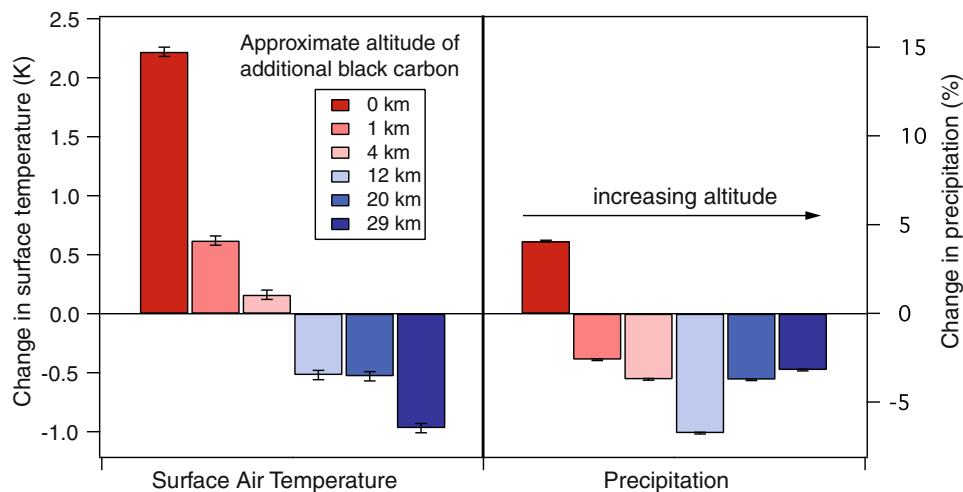 Change in surface temperature (K)
2.5
2.0
1.5
1.0
0.5
0.0
-0.5
-1.0
Approximate altitude of
additional black carbon
0 km
1 km
4 km
12 km
20 km
29 km
increasing altitude
15
10
5
0
-5
Change in precipitation (%)
Surface Air Temperature
Precipitation